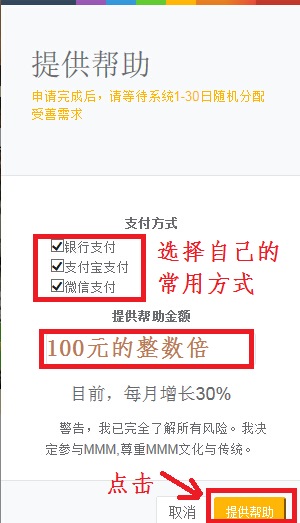 提供帮助
申请完成后，请等待系统1-30日随机分配
受善需求
支付方式
银行支付
支付宝支付
微信支付
选择自己的
常用方式
提供帮助金额
100元的整数倍
目前，每月增长30%
警告，我已完全了解所有风险。我决
定参与MMM,尊重MMM文化与传统。
点击
取消
提供帮助